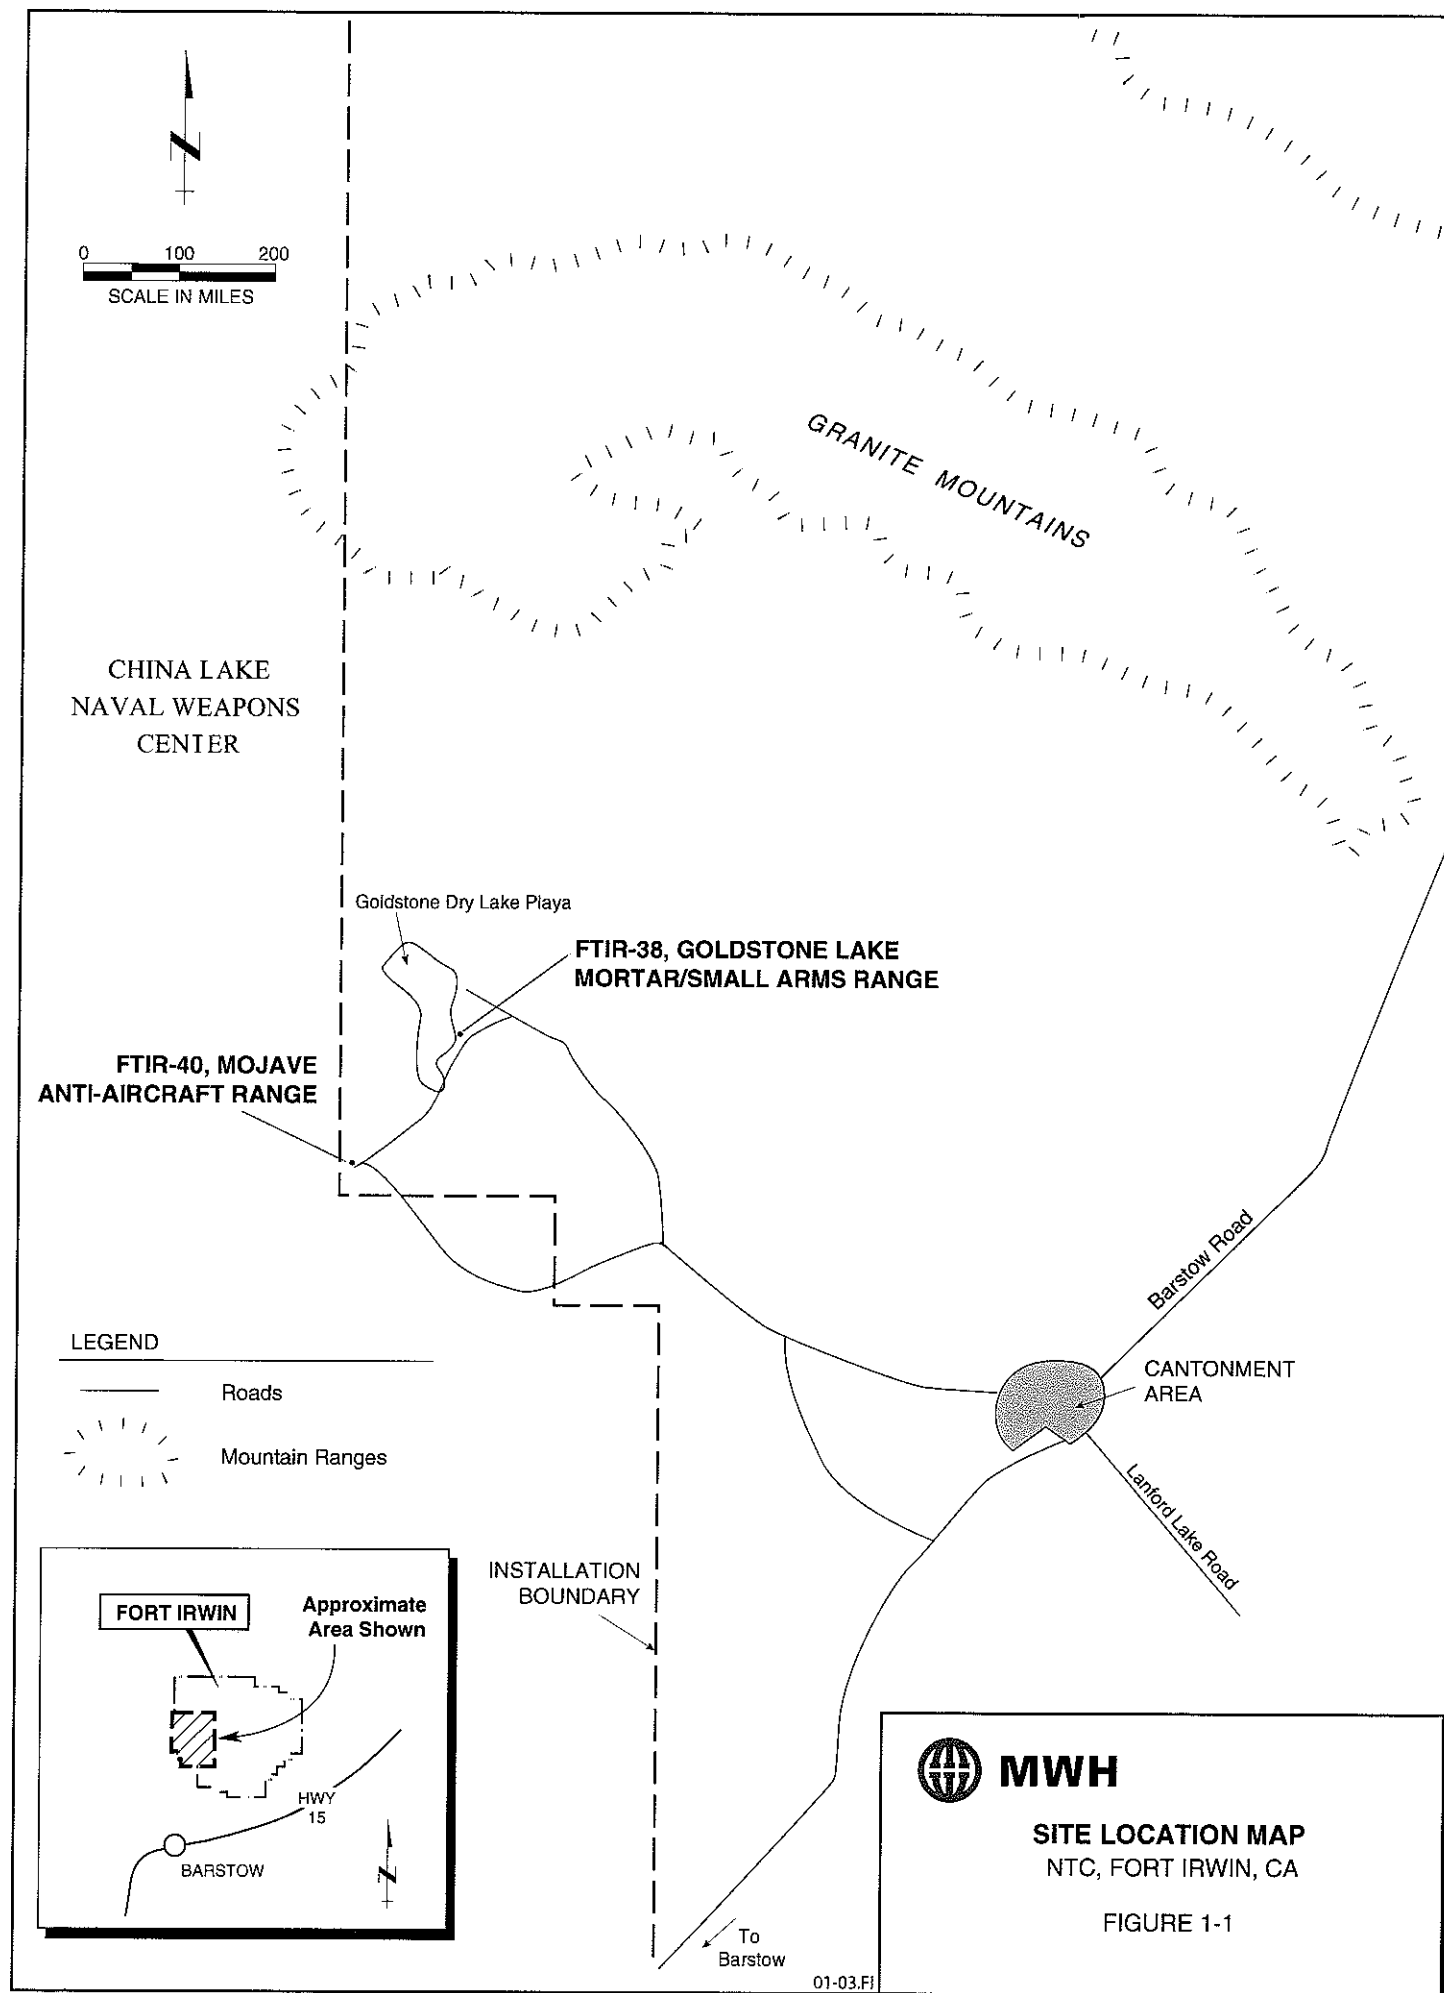 N
0 100 200
SCALE IN MILES
GRANITE MOUNTAINS
CHINA LAKE
NAVAL WEAPONS
CENTER
Goldstone Dry Lake Playa
FTIR-38, GOLDSTONE LAKE
MORTAR/SMALL ARMS RANGE
FTIR-40, MOJAVE
ANTI-AIRCRAFT RANGE
Barstow Road
LEGEND
Roads
Mountain Ranges
CANTONMENT
AREA
Lanford Lake Road
INSTALLATION
BOUNDARY
FORT IRWIN
Approximate
Area Shown
HWY
15
BARSTOW
N
To
Barstow
01-03.FI
MWH
SITE LOCATION MAP
NTC, FORT IRWIN, CA
FIGURE 1-1